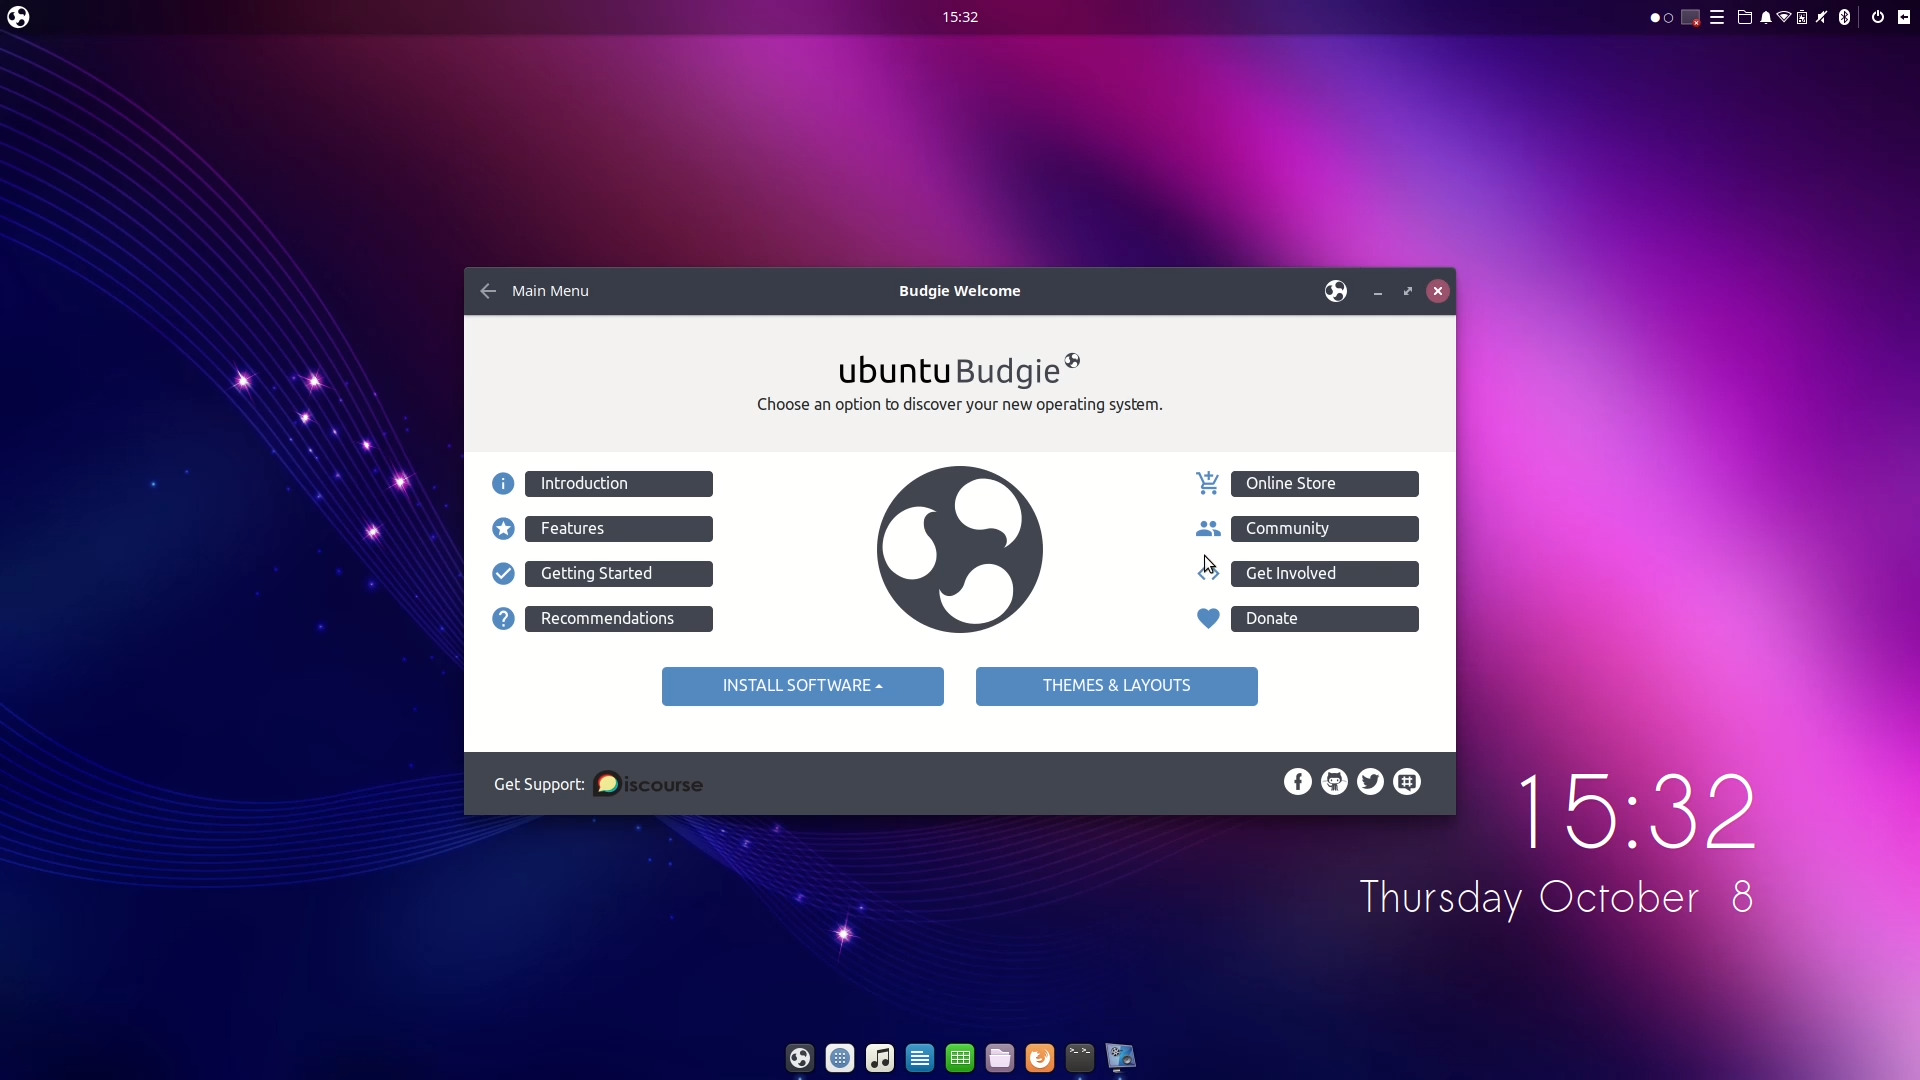 15:32
Main Menu
Budgie Welcome
ubuntu Budgie
Choose an option to discover your new operating system.
Introduction
Features
Getting Started
Recommendations
Online Store
Community
Get Involved
Donate
INSTALL SOFTWARE
THEMES & LAYOUTS
Get Support: Discourse
15:32
Thursday October 8